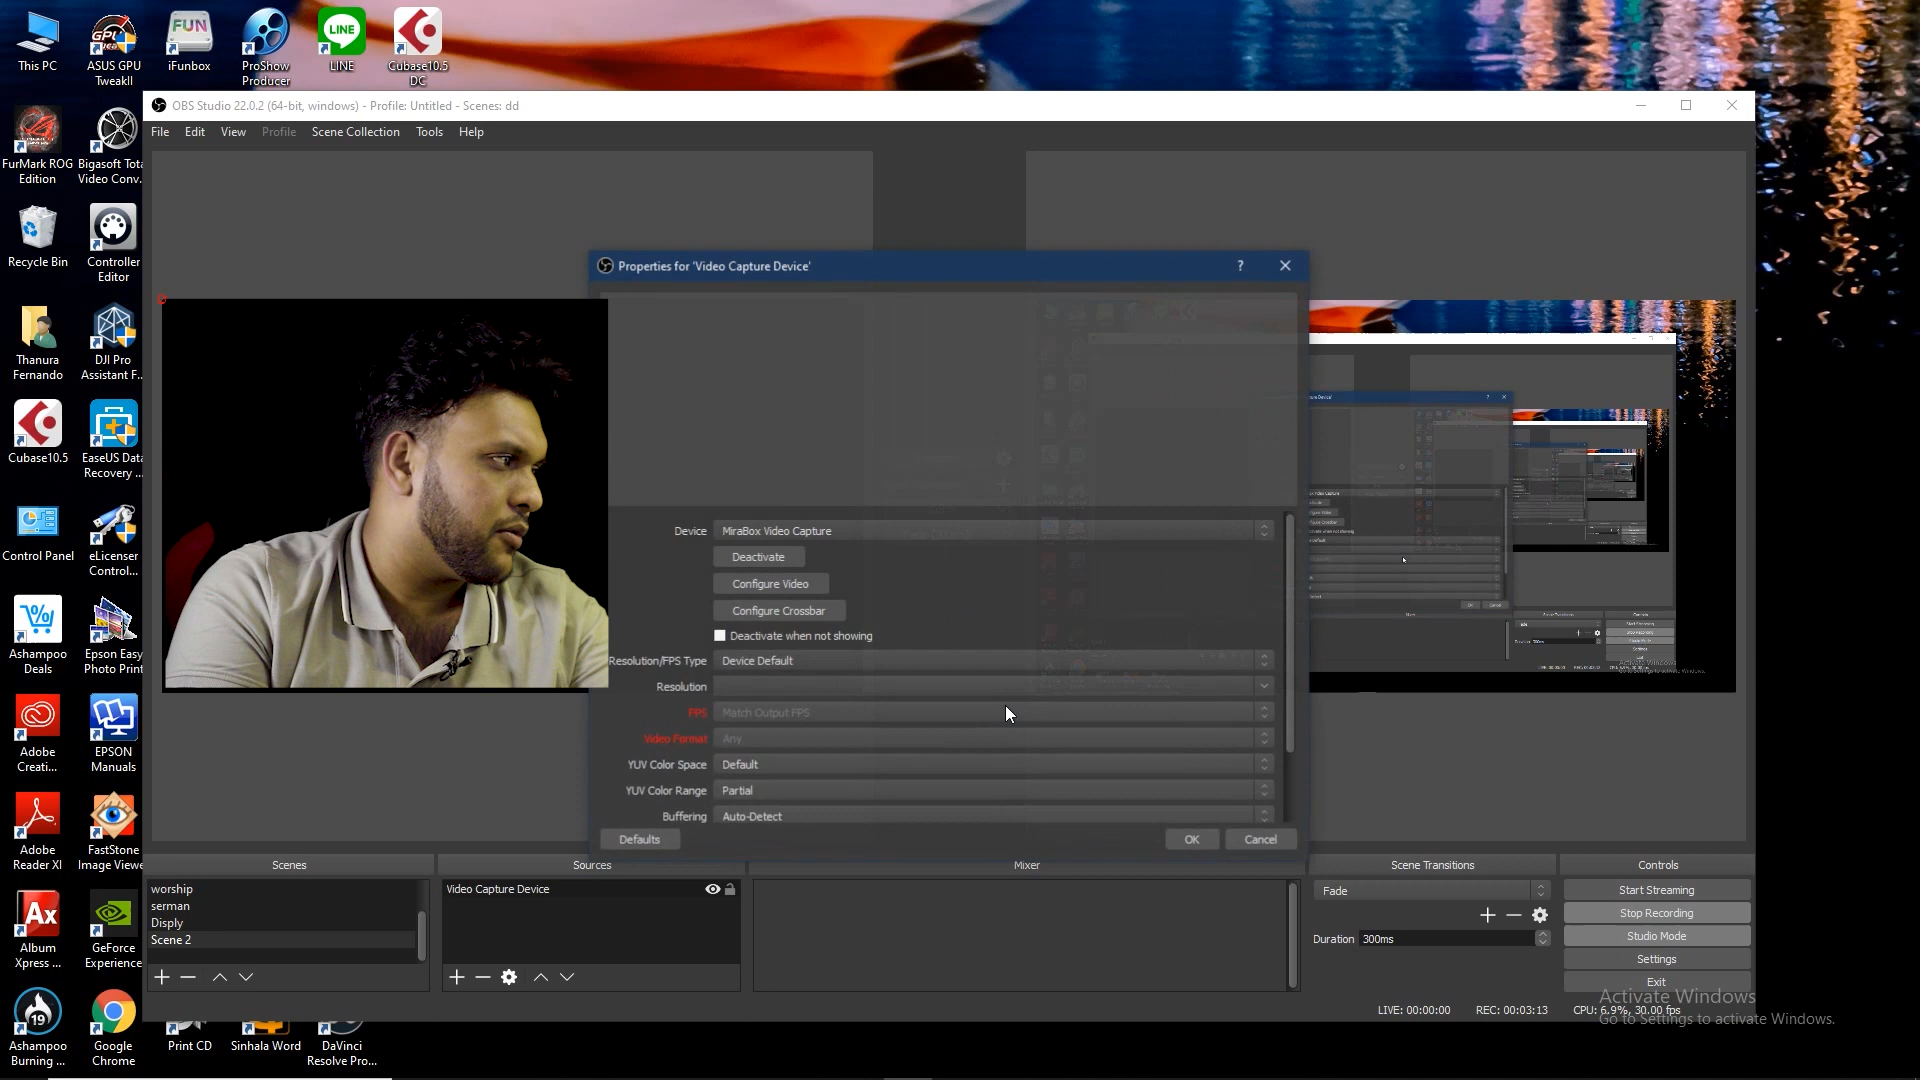 This PC
ASUS GPU
TweakII
iFunbox
ProShow
Producer
LINE
Cubase10.5
DC
OBS Studio 22.0.2 (64-bit, windows) - Profile: Untitled - Scenes: dd
File Edit View Profile Scene Collection Tools Help
FurMark ROG
Edition
Bigasoft Tota
Video Conv.
Recycle Bin
Controller
Editor
Thanura
Fernando
DJI Pro
Assistant F...
Cubase10.5
EaseUS Data
Recovery ...
Control Panel
eLicenser
Control...
Ashampoo
Deals
Epson Easy
Photo Print
Adobe
Creati...
EPSON
Manuals
Adobe
Reader XI
FastStone
Image Viewe
Album
Xpress ...
GeForce
Experience
Ashampoo
Burning ...
Google
Chrome
Print CD
Sinhala Word
DaVinci
Resolve Pro...
Properties for 'Video Capture Device'
Device MiraBox Video Capture
Deactivate
Configure Video
Configure Crossbar
Deactivate when not showing
Resolution/FPS Type Device Default
Resolution
FPS Match Output FPS
Video Format Any
YUV Color Space Default
YUV Color Range Partial
Buffering Auto-Detect
Defaults OK Cancel
Scenes Sources Mixer Scene Transitions Controls
worship
serman
Disply
Scene 2
Video Capture Device
Fade
Duration 300ms
Start Streaming
Stop Recording
Studio Mode
Settings
Exit
LIVE: 00:00:00 REC: 00:03:13 CPU: 6.9%, 30.00 fps
Activate Windows
Go to Settings to activate Windows.